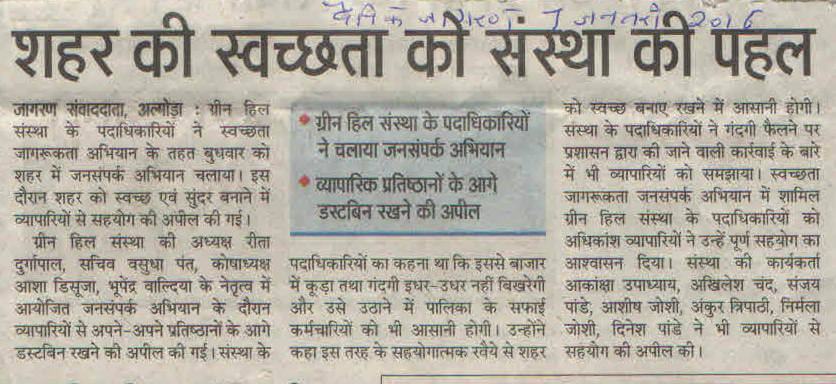 दैनिक जागरण 7 जनवरी 2016
शहर की स्वच्छता को संस्था की पहल
जागरण संवाददाता, अल्मोड़ा : ग्रीन हिल
संस्था के पदाधिकारियों ने स्वच्छता
जागरूकता अभियान के तहत बुधवार को
शहर में जनसंपर्क अभियान चलाया। इस
दौरान शहर को स्वच्छ एवं सुंदर बनाने में
व्यापारियों से सहयोग की अपील की गई।
ग्रीन हिल संस्था की अध्यक्ष रीता
दुर्गापाल, सचिव वसुधा पंत, कोषाध्यक्ष
आशा डिसूजा, भूपेंद्र वाल्दिया के नेतृत्व में
आयोजित जनसंपर्क अभियान के दौरान
व्यापारियों से अपने-अपने प्रतिष्ठानों के आगे
डस्टबिन रखने की अपील की गई। संस्था के
• ग्रीन हिल संस्था के पदाधिकारियों
ने चलाया जनसंपर्क अभियान
• व्यापारिक प्रतिष्ठानों के आगे
डस्टबिन रखने की अपील
पदाधिकारियों का कहना था कि इससे बाजार
में कूड़ा तथा गंदगी इधर-उधर नहीं बिखरेगी
और उसे उठाने में पालिका के सफाई
कर्मचारियों को भी आसानी होगी। उन्होंने
कहा इस तरह के सहयोगात्मक रवैये से शहर
को स्वच्छ बनाए रखने में आसानी होगी।
संस्था के पदाधिकारियों ने गंदगी फैलने पर
प्रशासन द्वारा की जाने वाली कार्रवाई के बारे
में भी व्यापारियों को समझाया। स्वच्छता
जागरूकता जनसंपर्क अभियान में शामिल
ग्रीन हिल संस्था के पदाधिकारियों को
अधिकांश व्यापारियों ने उन्हें पूर्ण सहयोग का
आश्वासन दिया। संस्था की कार्यकर्ता
आकांक्षा उपाध्याय, अखिलेश चंद, संजय
पांडे, आशीष जोशी, अंकुर त्रिपाठी, निर्मला
जोशी, दिनेश पांडे ने भी व्यापारियों से
सहयोग की अपील की।